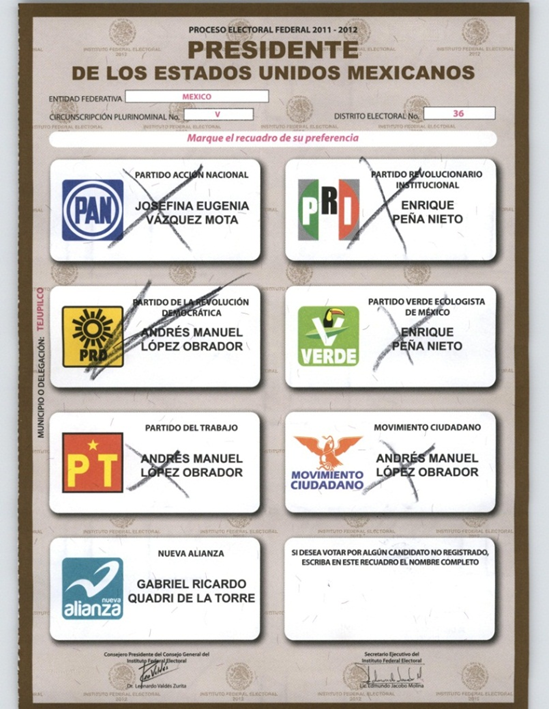 PROCESO ELECTORAL FEDERAL 2011 - 2012
PRESIDENTE
DE LOS ESTADOS UNIDOS MEXICANOS
ENTIDAD FEDERATIVA
MEXICO
CIRCUNSCRIPCIÓN PLURINOMINAL No.
V
DISTRITO ELECTORAL No.
36
Marque el recuadro de su preferencia
MUNICIPIO O DELEGACIÓN: TEJUPILCO
PAN
PARTIDO ACCIÓN NACIONAL
JOSEFINA EUGENIA
VÁZQUEZ MOTA
PRI
PARTIDO REVOLUCIONARIO
INSTITUCIONAL
ENRIQUE
PEÑA NIETO
PRD
PARTIDO DE LA REVOLUCIÓN
DEMOCRÁTICA
ANDRÉS MANUEL
LÓPEZ OBRADOR
VERDE
PARTIDO VERDE ECOLOGISTA
DE MÉXICO
ENRIQUE
PEÑA NIETO
PT
PARTIDO DEL TRABAJO
ANDRÉS MANUEL
LÓPEZ OBRADOR
MOVIMIENTO
CIUDADANO
MOVIMIENTO CIUDADANO
ANDRÉS MANUEL
LÓPEZ OBRADOR
nueva
alianza
NUEVA ALIANZA
GABRIEL RICARDO
QUADRI DE LA TORRE
SI DESEA VOTAR POR ALGÚN CANDIDATO NO REGISTRADO,
ESCRIBA EN ESTE RECUADRO EL NOMBRE COMPLETO
Consejero Presidente del Consejo General del
Instituto Federal Electoral
Dr. Leonardo Valdés Zurita
Secretario Ejecutivo del
Instituto Federal Electoral
Lic. Edmundo Jacobo Molina
INSTITUTO FEDERAL ELECTORAL
2012